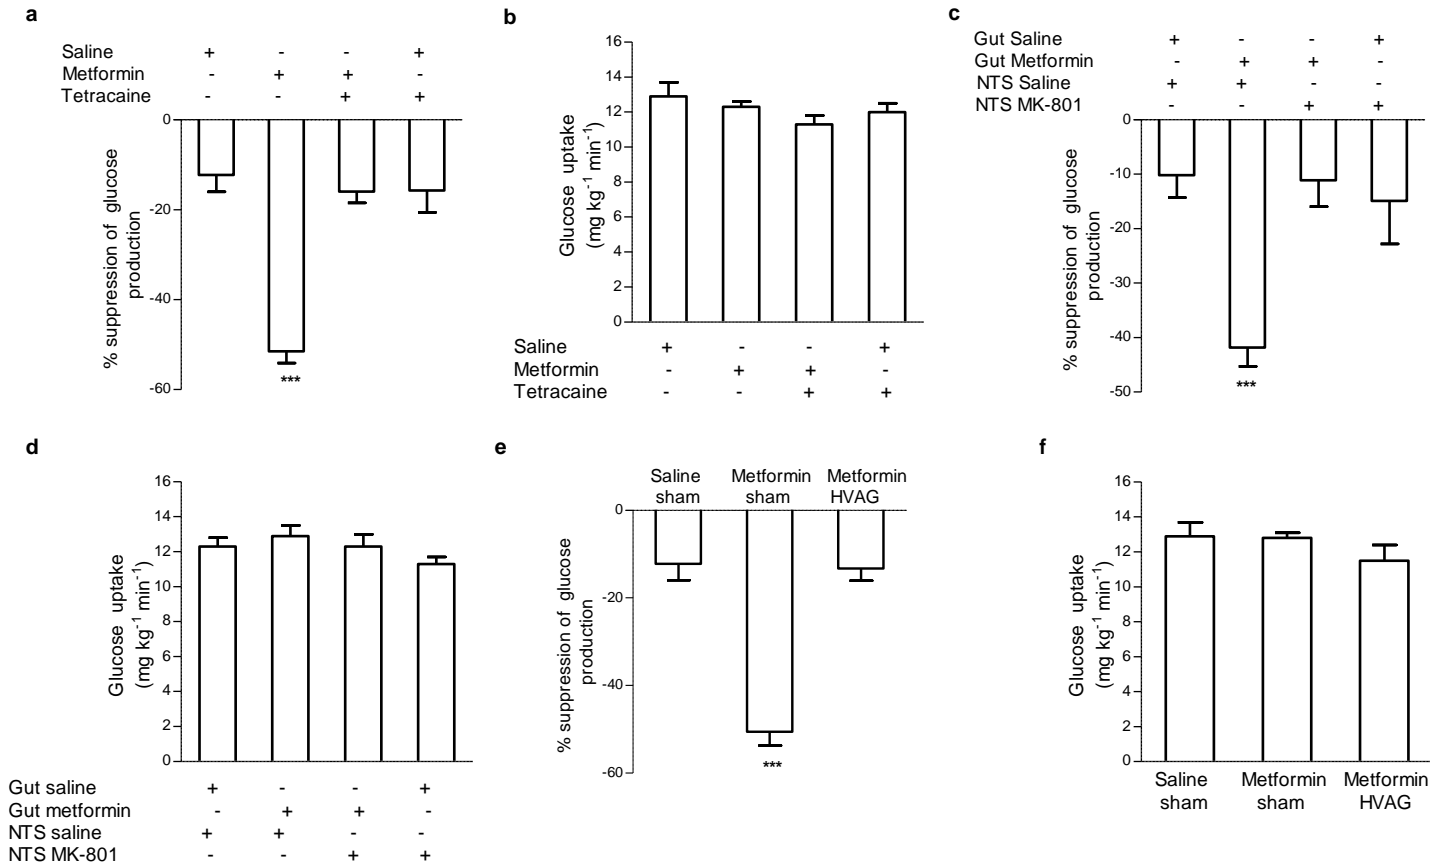 a
Saline + - - +
Metformin - + + -
Tetracaine - - + +
0
-20
-40
-60
% suppression of glucose
production
***
b
16
14
12
10
8
6
4
2
0
Glucose uptake
(mg kg-1 min-1)
Saline + - - +
Metformin - + + -
Tetracaine - - + +
c
Gut Saline + - - +
Gut Metformin - + + -
NTS Saline + + - -
NTS MK-801 - - + +
0
-10
-20
-30
-40
-50
% suppression of glucose
production
***
d
16
14
12
10
8
6
4
2
0
Glucose uptake
(mg kg-1 min-1)
Gut saline + - - +
Gut metformin - + + -
NTS saline + + - -
NTS MK-801 - - + +
e
Saline Metformin Metformin
sham sham HVAG
0
-20
-40
-60
% suppression of glucose
production
***
f
16
14
12
10
8
6
4
2
0
Glucose uptake
(mg kg-1 min-1)
Saline Metformin Metformin
sham sham HVAG